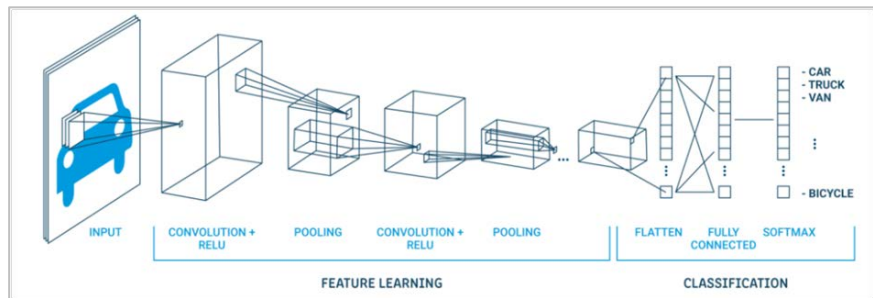 - CAR
- TRUCK
- VAN
- BICYCLE
INPUT
CONVOLUTION + RELU
POOLING
CONVOLUTION + RELU
POOLING
FLATTEN
FULLY CONNECTED
SOFTMAX
FEATURE LEARNING
CLASSIFICATION